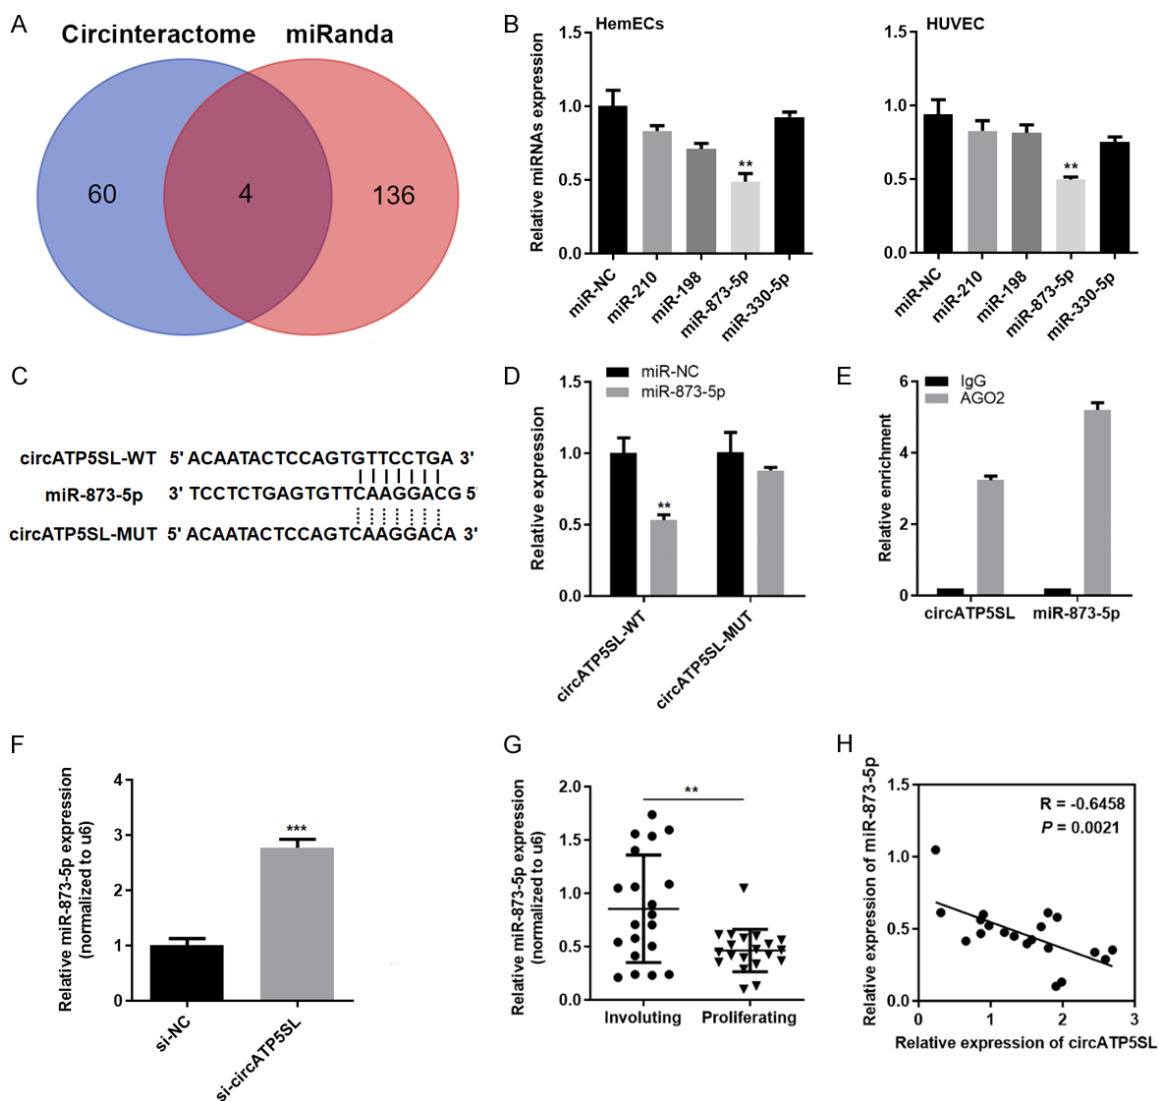 A
Circinteractome
miRanda
60
4
136
B
HemECs
Relative miRNAs expression
1.5
1.0
0.5
0.0
**
miR-NC
miR-210
miR-198
miR-873-5p
miR-330-5p
HUVEC
1.5
1.0
0.5
0.0
**
miR-NC
miR-210
miR-198
miR-873-5p
miR-330-5p
C
circATP5SL-WT 5' ACAATACTCCAGTGTTCCTGA 3'
miR-873-5p 3' TCCTCTGAGTGTTCAAGGACG 5'
circATP5SL-MUT 5' ACAATACTCCAGTCAAGGACA 3'
D
miR-NC
miR-873-5p
Relative expression
1.5
1.0
0.5
0.0
**
circATP5SL-WT
circATP5SL-MUT
E
IgG
AGO2
Relative enrichment
6
4
2
0
circATP5SL
miR-873-5p
F
Relative miR-873-5p expression
(normalized to u6)
4
3
2
1
0
***
si-NC
si-circATP5SL
G
Relative miR-873-5p expression
(normalized to u6)
2.0
1.5
1.0
0.5
0.0
**
Involuting
Proliferating
H
Relative expression of miR-873-5p
1.5
1.0
0.5
0.0
R = -0.6458
P = 0.0021
0
1
2
3
Relative expression of circATP5SL